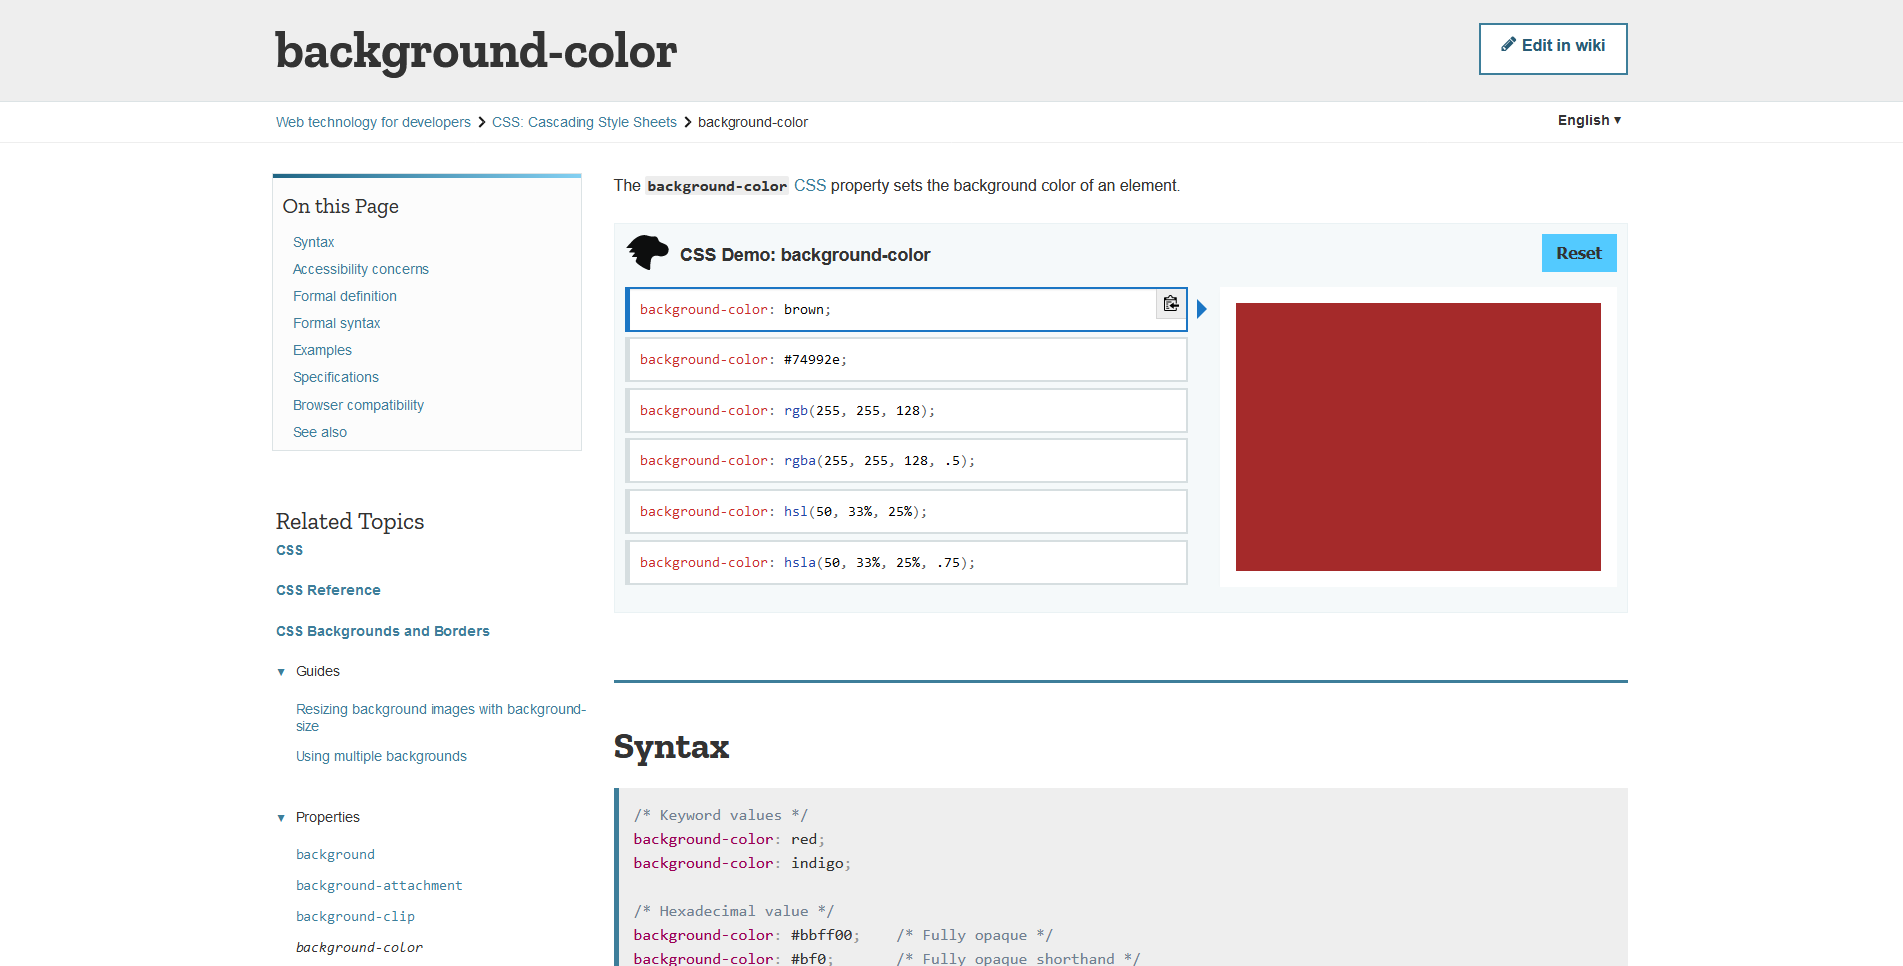 background-color
Edit in wiki
Web technology for developers
CSS: Cascading Style Sheets
background-color
English ▾
On this Page
Syntax
Accessibility concerns
Formal definition
Formal syntax
Examples
Specifications
Browser compatibility
See also
Related Topics
CSS
CSS Reference
CSS Backgrounds and Borders
Guides
Resizing background images with background-
size
Using multiple backgrounds
Properties
background
background-attachment
background-clip
background-color
The background-color CSS property sets the background color of an element.
CSS Demo: background-color
Reset
background-color: brown;
background-color: #74992e;
background-color: rgb(255, 255, 128);
background-color: rgba(255, 255, 128, .5);
background-color: hsl(50, 33%, 25%);
background-color: hsla(50, 33%, 25%, .75);
Syntax
/* Keyword values */
background-color: red;
background-color: indigo;
/* Hexadecimal value */
background-color: #bbff00;    /* Fully opaque */
background-color: #bf0;       /* Fully opaque shorthand */